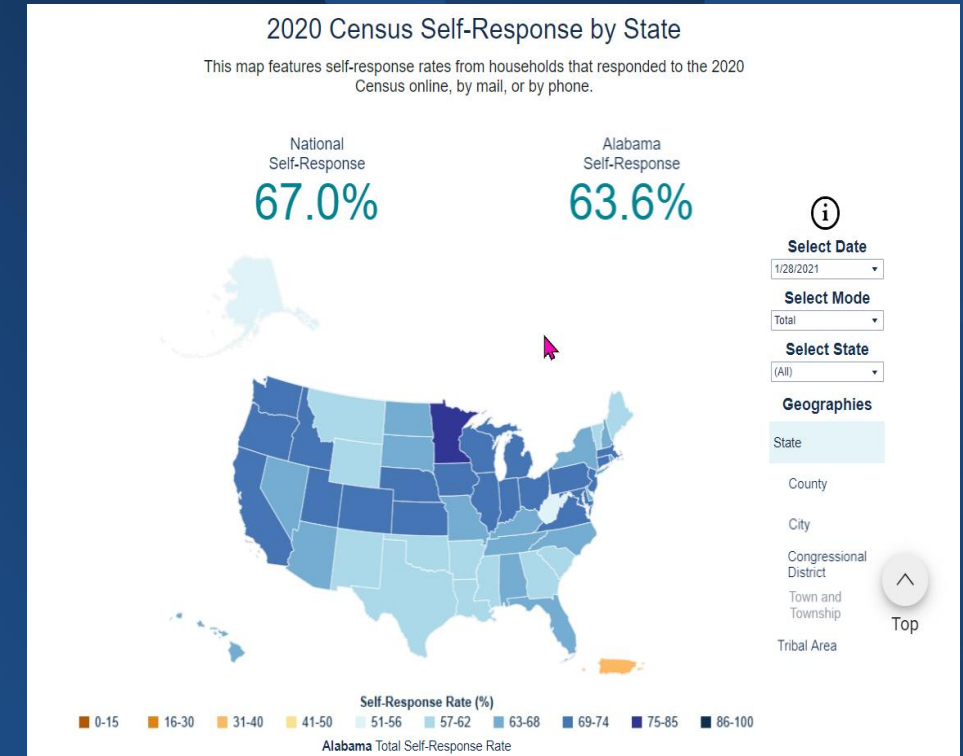 2020 Census Self-Response by State
This map features self-response rates from households that responded to the 2020
Census online, by mail, or by phone.
National
Self-Response
67.0%
Alabama
Self-Response
63.6%
i
Select Date
1/28/2021
Select Mode
Total
Select State
(All)
Geographies
State
County
City
Congressional
District
Town and
Township
Tribal Area
Top
Self-Response Rate (%)
0-15 16-30 31-40 41-50 51-56 57-62 63-68 69-74 75-85 86-100
Alabama Total Self-Response Rate